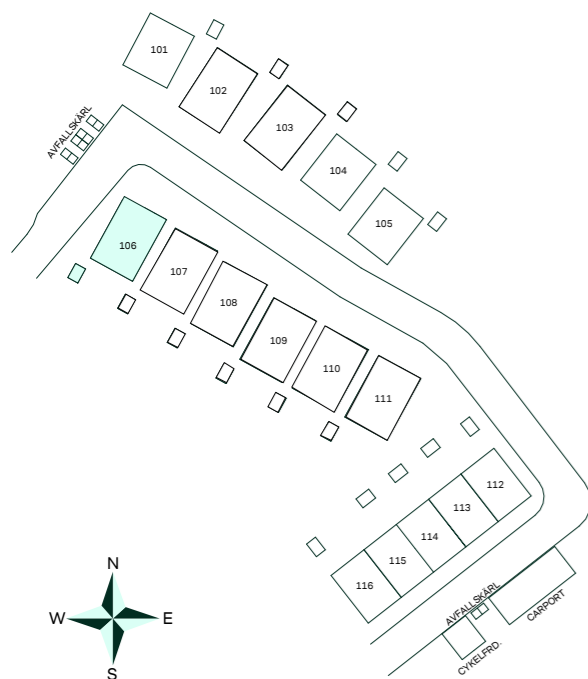 101
102
103
104
105
AVFALLSKÄRL
106
107
108
109
110
111
112
113
114
115
116
AVFALLSKÄRL
CARPORT
CYKELFRD.
N
W
E
S